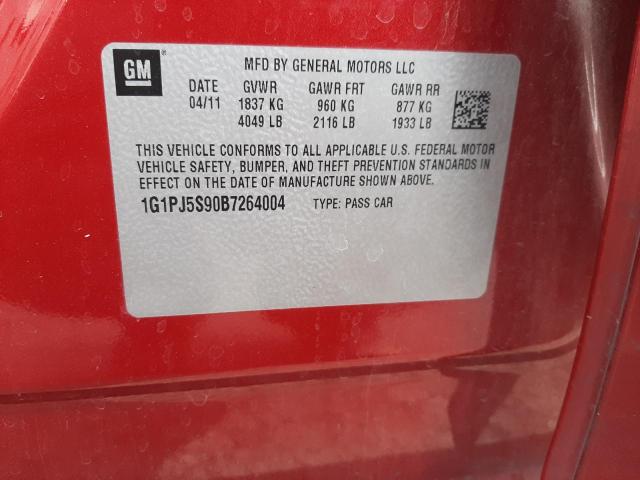 GM
MFD BY GENERAL MOTORS LLC
DATE GVWR GAWR FRT GAWR RR
04/11 1837 KG 960 KG 877 KG
4049 LB 2116 LB 1933 LB
THIS VEHICLE CONFORMS TO ALL APPLICABLE U.S. FEDERAL MOTOR
VEHICLE SAFETY, BUMPER, AND THEFT PREVENTION STANDARDS IN
EFFECT ON THE DATE OF MANUFACTURE SHOWN ABOVE.
1G1PJ5S90B7264004 TYPE: PASS CAR